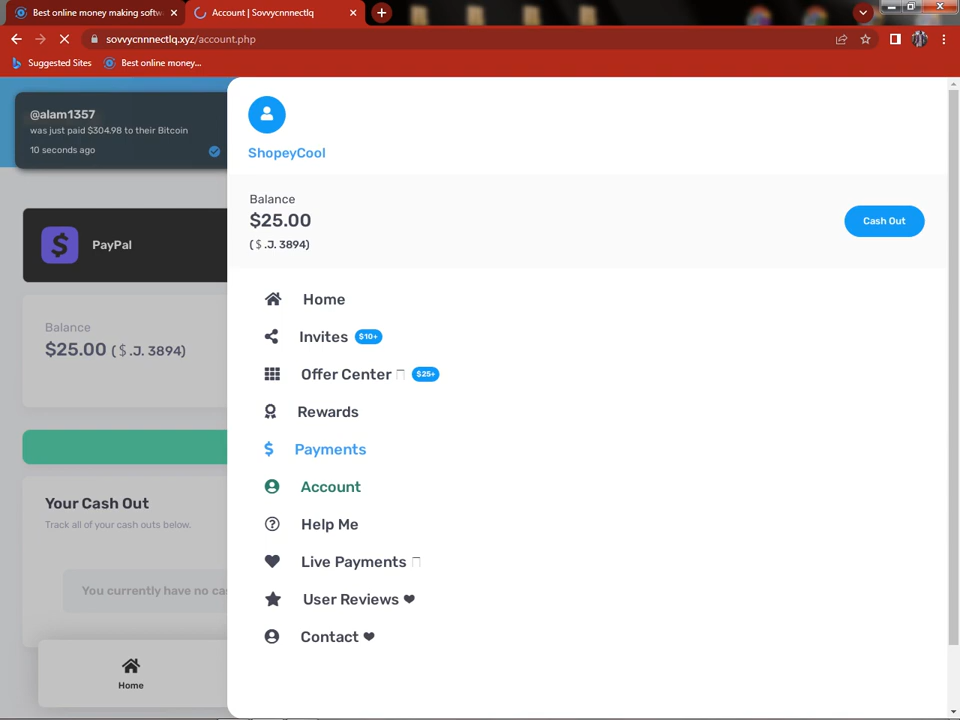 Best online money making softw
Account | Sovvycnnnectlq
sovvycnnnectlq.xyz/account.php
Suggested Sites
Best online money...
@alam1357
was just paid $304.98 to their Bitcoin
10 seconds ago
PayPal
Balance
$25.00 ( $ .J. 3894)
Your Cash Out
Track all of your cash outs below.
You currently have no ca
Home
ShopeyCool
Balance
$25.00
( $ .J. 3894)
Cash Out
Home
Invites $10+
Offer Center $25+
Rewards
Payments
Account
Help Me
Live Payments
User Reviews ❤
Contact ❤